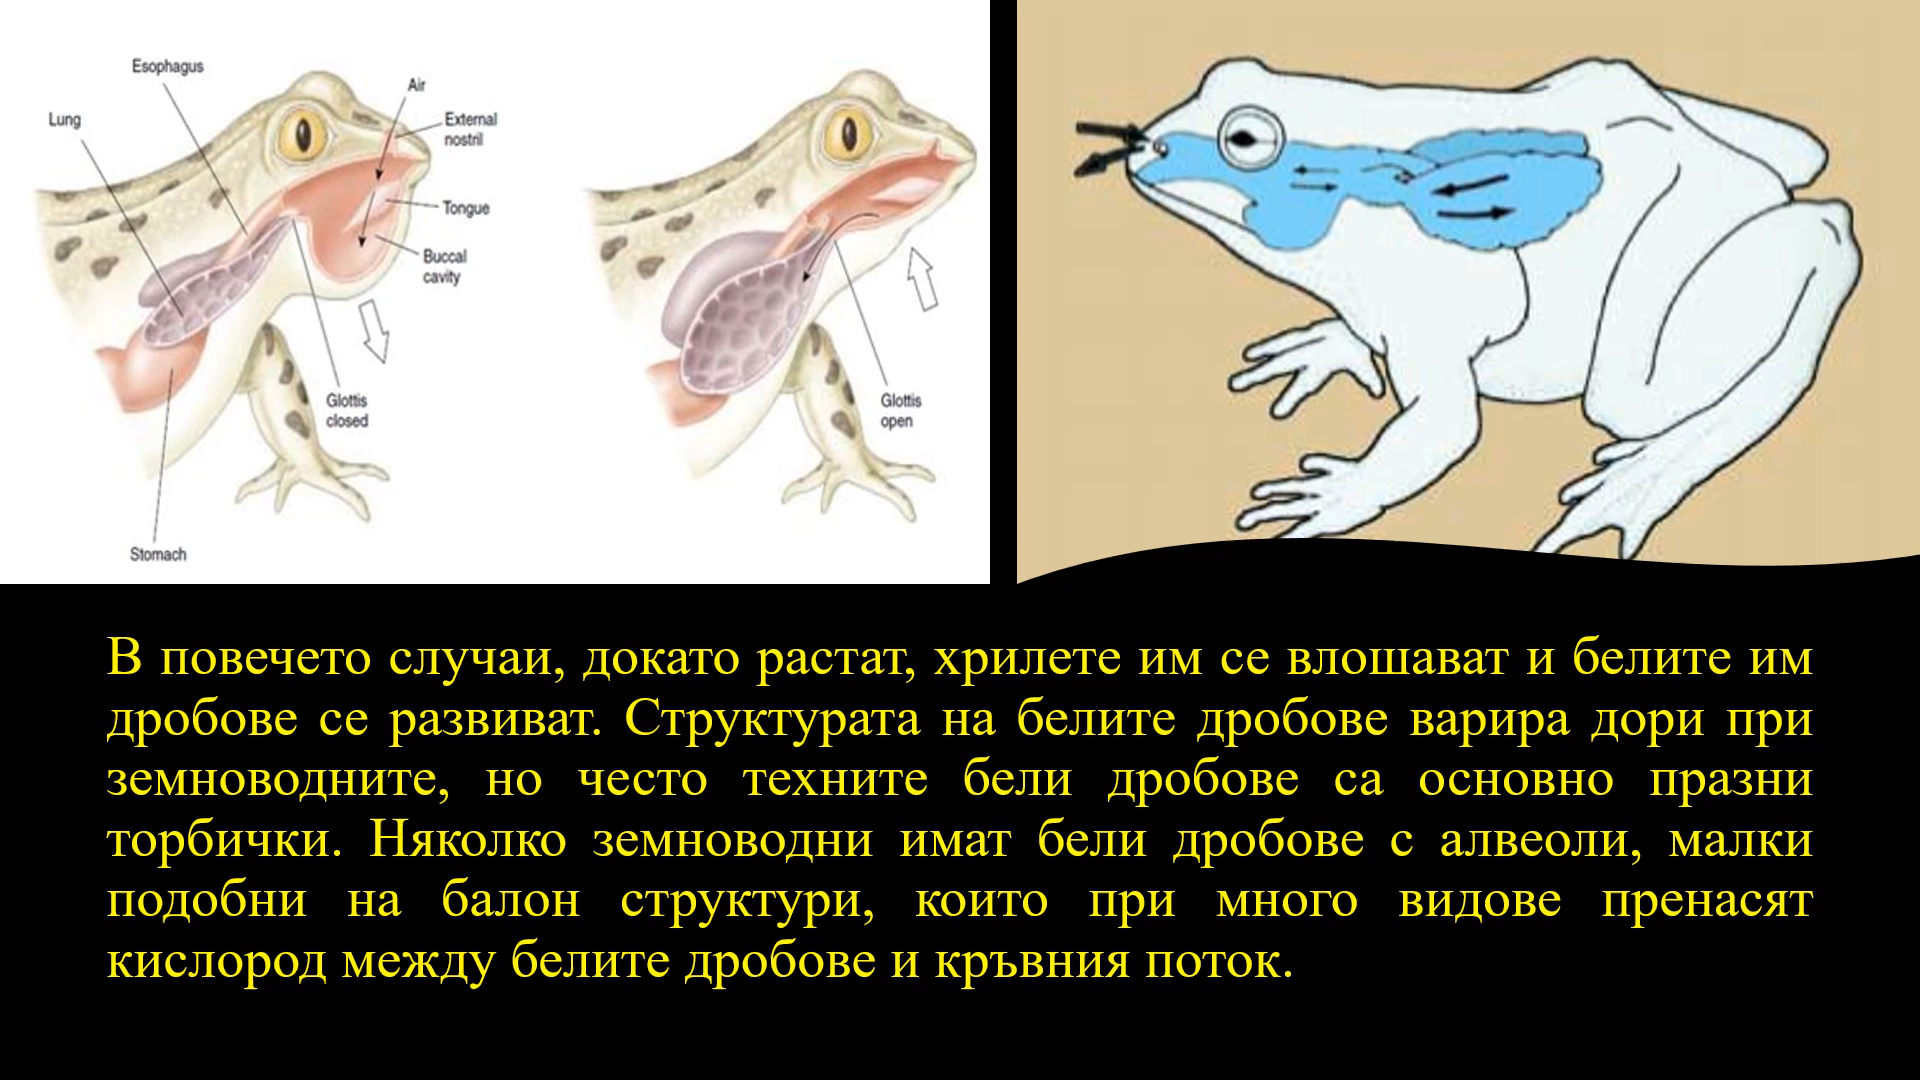 Esophagus
Air
Lung
External
nostril
Tongue
Buccal
cavity
Glottis
closed
Stomach
Glottis
open
В повечето случаи, докато растат, хрилете им се влошават и белите им
дробове се развиват. Структурата на белите дробове варира дори при
земноводните, но често техните бели дробове са основно празни
торбички. Няколко земноводни имат бели дробове с алвеоли, малки
подобни на балон структури, които при много видове пренасят
кислород между белите дробове и кръвния поток.